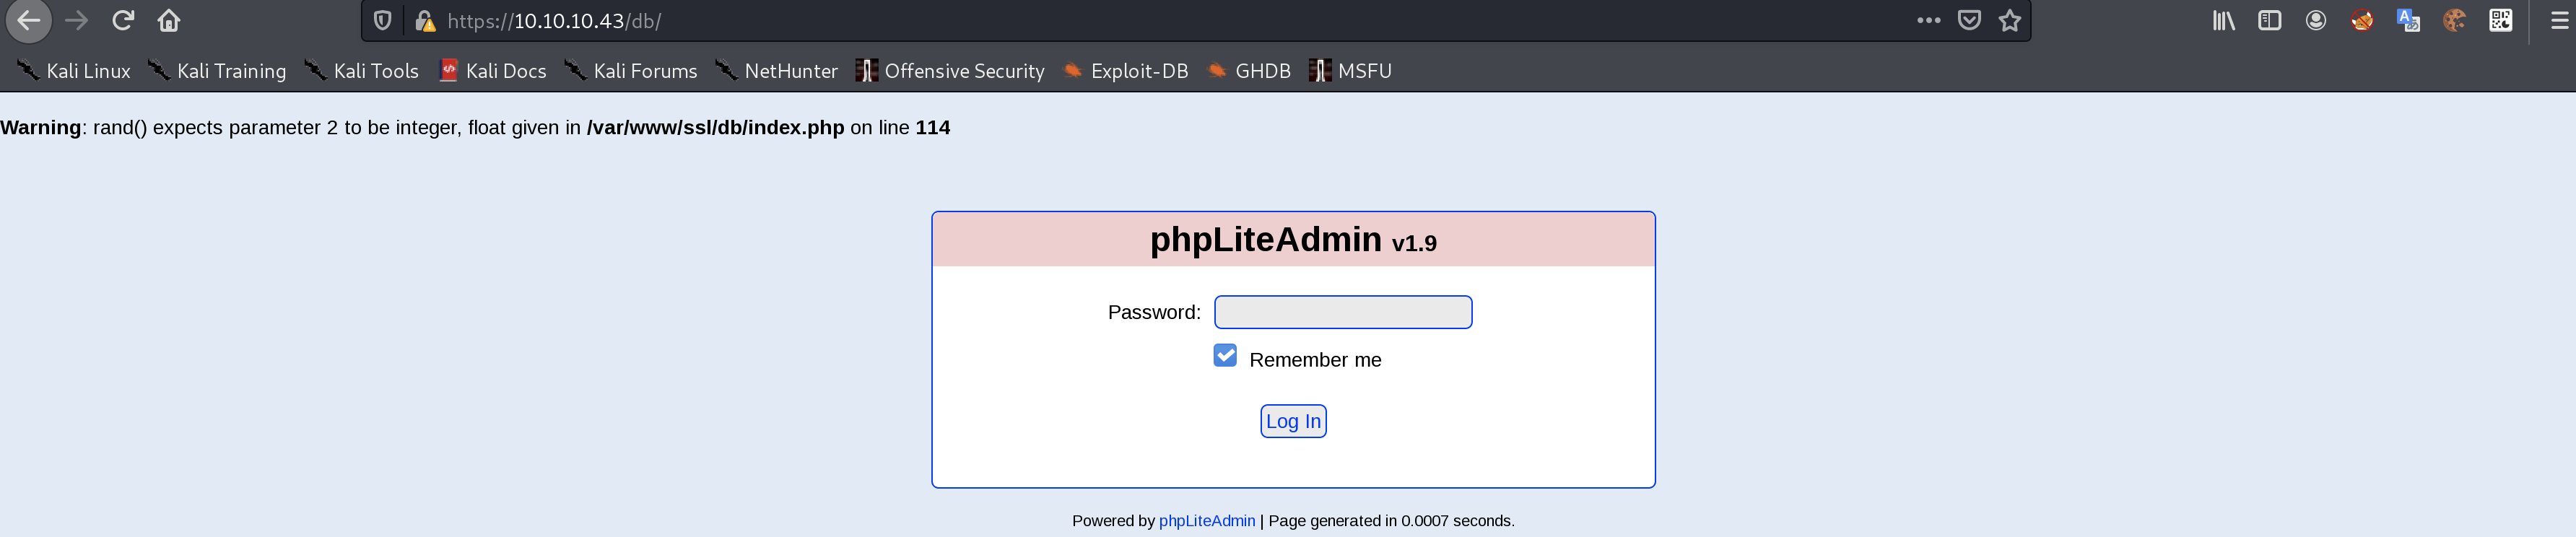 https://10.10.10.43/db/
Kali Linux Kali Training Kali Tools Kali Docs Kali Forums NetHunter Offensive Security Exploit-DB GHDB MSFU
Warning: rand() expects parameter 2 to be integer, float given in /var/www/ssl/db/index.php on line 114
phpLiteAdmin v1.9
Password:
Remember me
Log In
Powered by phpLiteAdmin | Page generated in 0.0007 seconds.